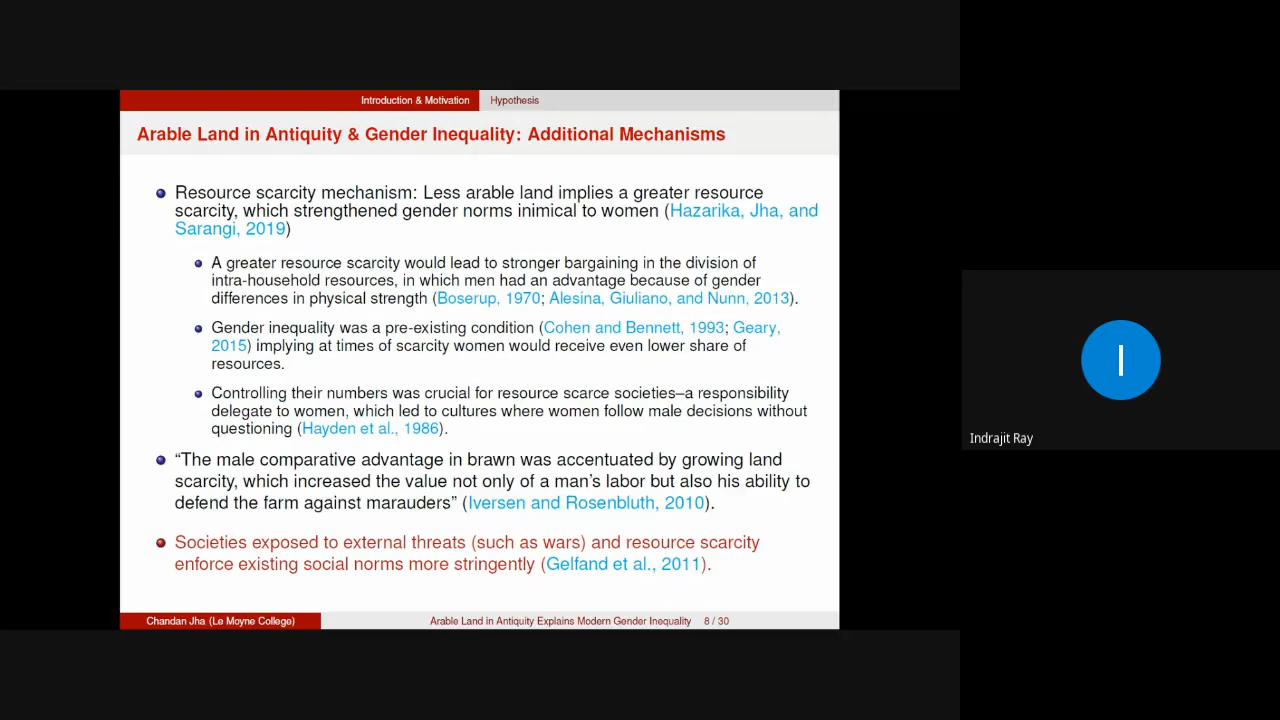 Introduction & Motivation Hypothesis
Arable Land in Antiquity & Gender Inequality: Additional Mechanisms
Resource scarcity mechanism: Less arable land implies a greater resource
scarcity, which strengthened gender norms inimical to women (Hazarika, Jha, and
Sarangi, 2019)
A greater resource scarcity would lead to stronger bargaining in the division of
intra-household resources, in which men had an advantage because of gender
differences in physical strength (Boserup, 1970; Alesina, Giuliano, and Nunn, 2013).
Gender inequality was a pre-existing condition (Cohen and Bennett, 1993; Geary,
2015) implying at times of scarcity women would receive even lower share of
resources.
Controlling their numbers was crucial for resource scarce societies–a responsibility
delegate to women, which led to cultures where women follow male decisions without
questioning (Hayden et al., 1986).
“The male comparative advantage in brawn was accentuated by growing land
scarcity, which increased the value not only of a man’s labor but also his ability to
defend the farm against marauders” (Iversen and Rosenbluth, 2010).
Societies exposed to external threats (such as wars) and resource scarcity
enforce existing social norms more stringently (Gelfand et al., 2011).
Chandan Jha (Le Moyne College) Arable Land in Antiquity Explains Modern Gender Inequality 8 / 30
I
Indrajit Ray